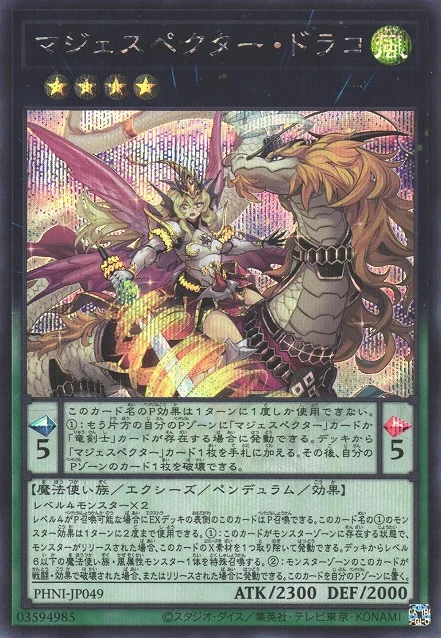 マジェスペクター・ドラコ
風
このカード名のP効果は1ターンに1度しか使用できない。
①:もう片方の自分のPゾーンに「マジェスペクター」カードか
「竜剣士」カードが存在する場合に発動できる。デッキから
「マジェスペクター」カード1枚を手札に加える。その後、自分の
PゾーンのカードI枚を破壊できる。
5
5
【魔法使い族/エクシーズ/ペンデュラム/効果】
レベル4モンスター×2
レベル4がP召喚可能な場合にEXデッキの表側のこのカードはP召喚できる。このカード名の①のモン
スター効果は1ターンに2度まで使用できる。①:このカードがモンスターゾーンに存在する状態で、
モンスターがリリースされた場合、このカードのX素材を1つ取り除いて発動できる。デッキからレベル
6以下の魔法使い族・風属性モンスター1体を特殊召喚する。②:モンスターゾーンのこのカードが
戦闘・効果で破壊された場合、またはリリースされた場合に発動できる。このカードを自分のPゾーンに置く。
PHNI-JP049
ATK/2300 DEF/2000
03594985
©スタジオ・ダイス/集英社・テレビ東京・KONAMI